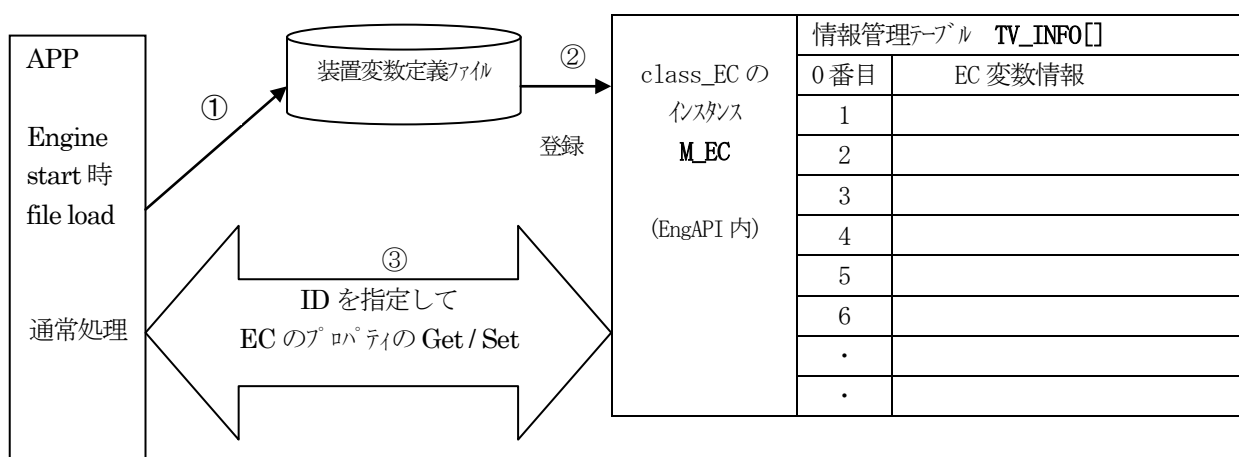 APP
Engine
start 時
file load
通常処理
①
装置変数定義ファイル
②
登録
③
ID を指定して
EC のプロパティの Get / Set
class_EC の
インスタンス
M_EC
(EngAPI 内)
情報管理テーブル TV_INFO[]
0 番目 EC 変数情報
1
2
3
4
5
6
・
・